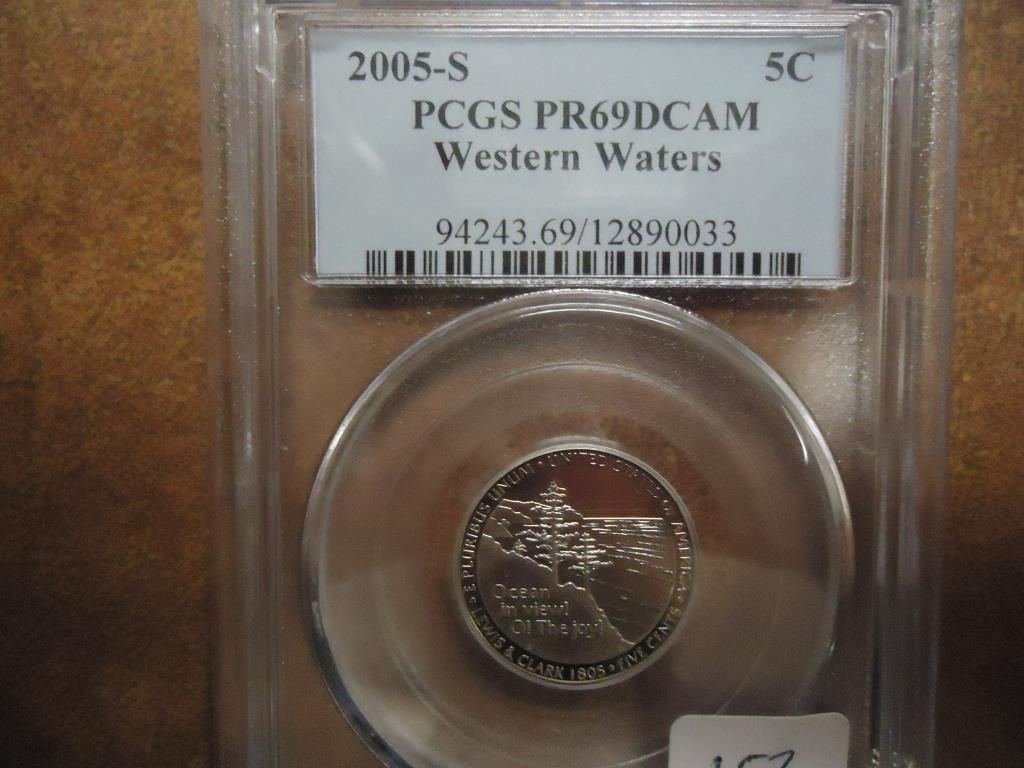 2005-S 5C
PCGS PR69DCAM
Western Waters
94243.69/12890033
E PLURIBUS UNUM • UNITED STATES OF AMERICA •
Ocean
in view!
O! The joy!
• LEWIS & CLARK 1805 • FIVE CENTS •